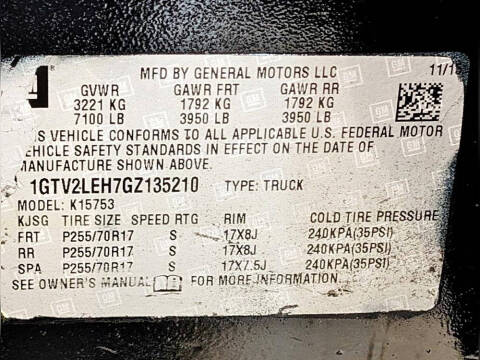 MFD BY GENERAL MOTORS LLC 11/1
GVWR GAWR FRT GAWR RR
3221 KG 1792 KG 1792 KG
7100 LB 3950 LB 3950 LB
IS VEHICLE CONFORMS TO ALL APPLICABLE U.S. FEDERAL MOTOR
VEHICLE SAFETY STANDARDS IN EFFECT ON THE DATE OF
MANUFACTURE SHOWN ABOVE.
1GTV2LEH7GZ135210 TYPE: TRUCK
MODEL: K15753
KJSG TIRE SIZE SPEED RTG RIM COLD TIRE PRESSURE
FRT P255/70R17 S 17X8J 240KPA(35PSI)
RR P255/70R17 S 17X8J 240KPA(35PSI)
SPA P255/70R17 S 17X7.5J 240KPA(35PSI)
SEE OWNER'S MANUAL FOR MORE INFORMATION.